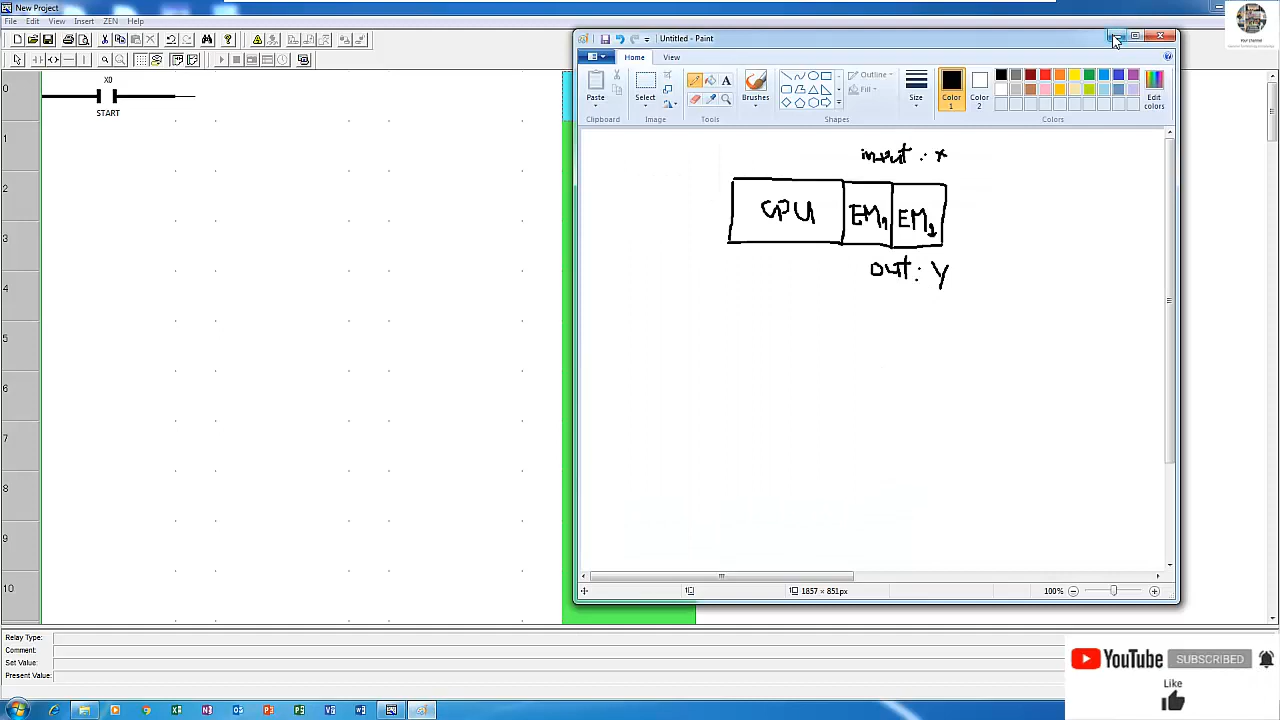 New Project
File Edit View Insert ZEN Help
Untitled - Paint
Home View
Paste
Select
Brushes
Outline
Fill
Size
Color 1
Color 2
Edit colors
Clipboard Image Tools Shapes Colors
0
X0
START
1
2
3
4
5
6
7
8
9
10
input : x
CPU EM1 EM2
out : Y
1857 × 851px
100%
Relay Type:
Comment:
Set Value:
Present Value:
YouTube SUBSCRIBED
Like
Your channel